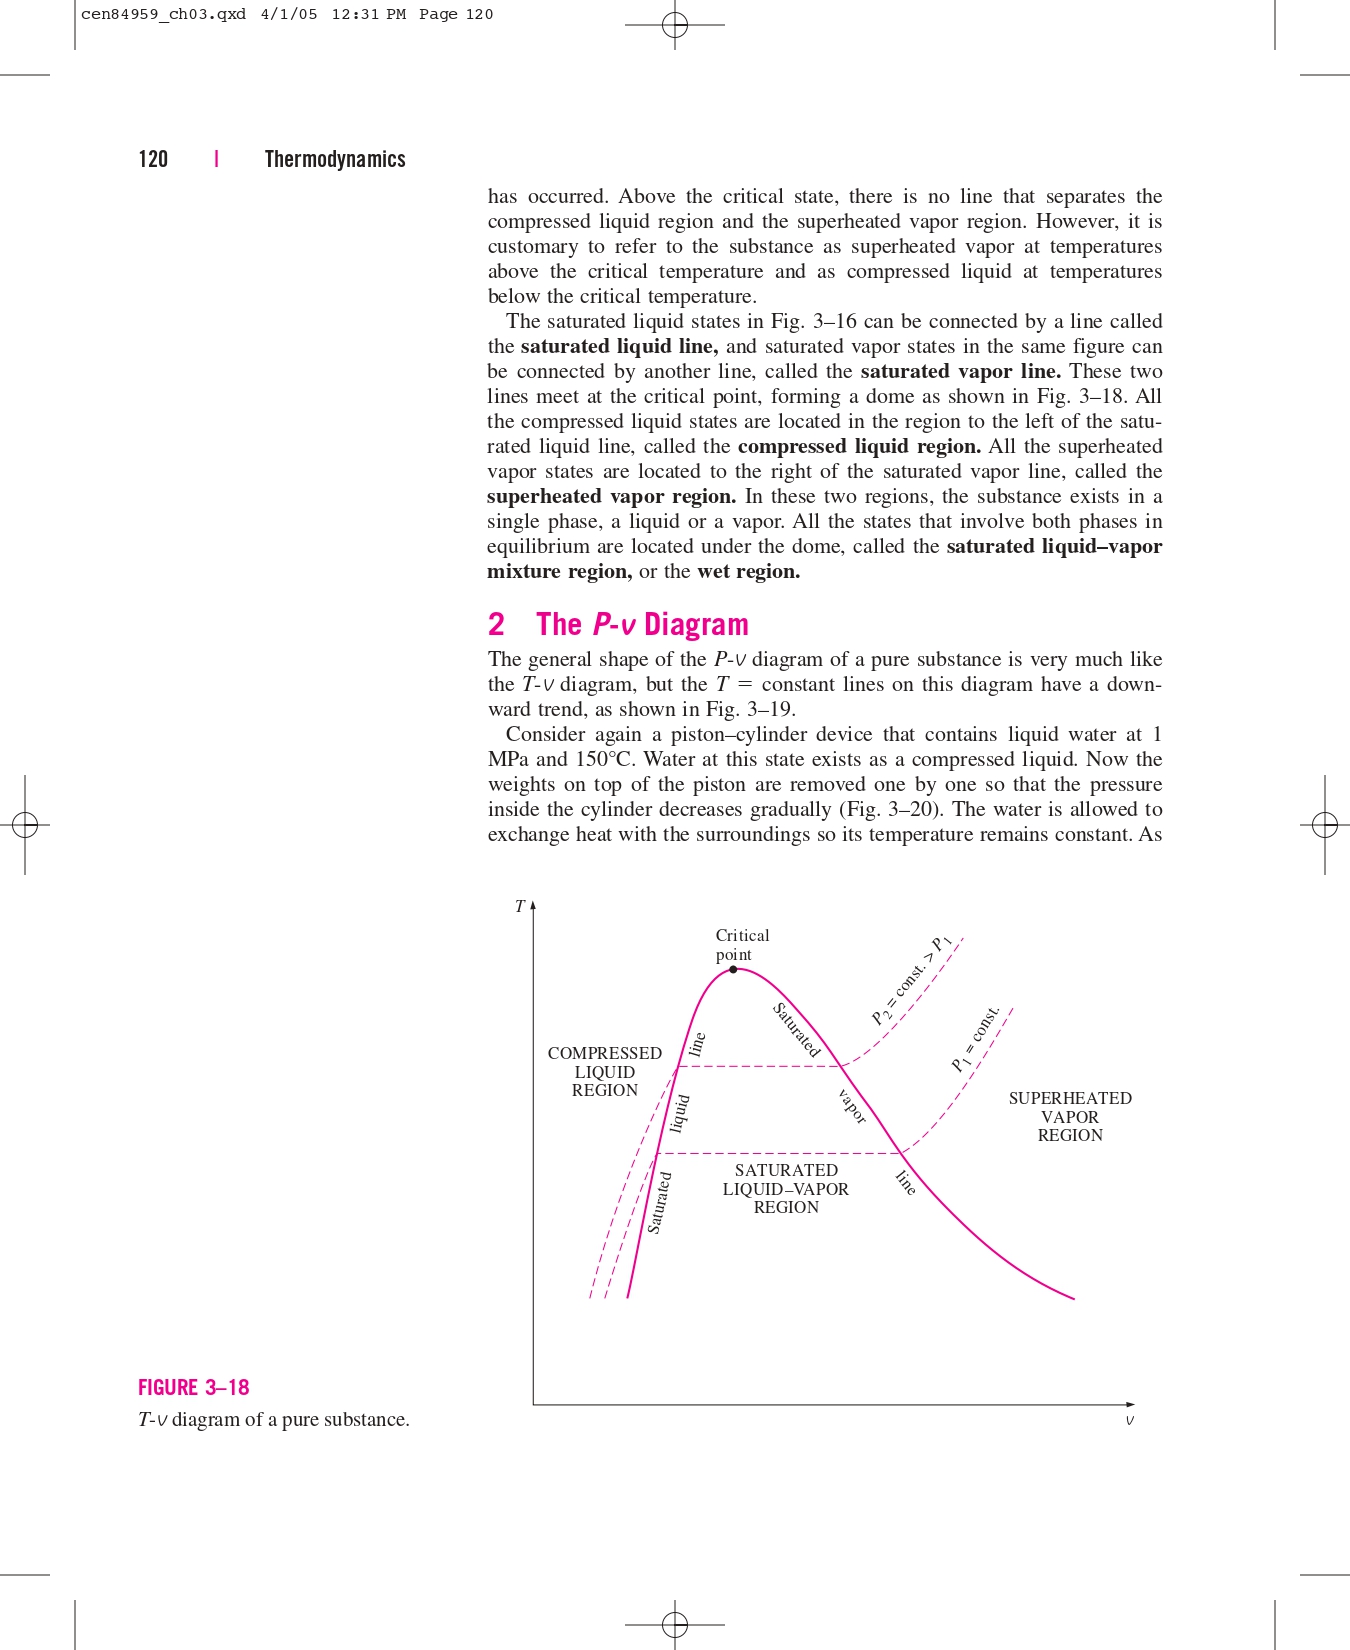 cen84959_ch03.qxd 4/1/05 12:31 PM Page 120
120 | Thermodynamics
has occurred. Above the critical state, there is no line that separates the
compressed liquid region and the superheated vapor region. However, it is
customary to refer to the substance as superheated vapor at temperatures
above the critical temperature and as compressed liquid at temperatures
below the critical temperature.
The saturated liquid states in Fig. 3–16 can be connected by a line called
the saturated liquid line, and saturated vapor states in the same figure can
be connected by another line, called the saturated vapor line. These two
lines meet at the critical point, forming a dome as shown in Fig. 3–18. All
the compressed liquid states are located in the region to the left of the satu-
rated liquid line, called the compressed liquid region. All the superheated
vapor states are located to the right of the saturated vapor line, called the
superheated vapor region. In these two regions, the substance exists in a
single phase, a liquid or a vapor. All the states that involve both phases in
equilibrium are located under the dome, called the saturated liquid–vapor
mixture region, or the wet region.
2 The P-v Diagram
The general shape of the P-v diagram of a pure substance is very much like
the T-v diagram, but the T = constant lines on this diagram have a down-
ward trend, as shown in Fig. 3–19.
Consider again a piston–cylinder device that contains liquid water at 1
MPa and 150°C. Water at this state exists as a compressed liquid. Now the
weights on top of the piston are removed one by one so that the pressure
inside the cylinder decreases gradually (Fig. 3–20). The water is allowed to
exchange heat with the surroundings so its temperature remains constant. As
T
Critical
point
P2 = const. > P1
P1 = const.
Saturated liquid line
Saturated vapor line
COMPRESSED
LIQUID
REGION
SUPERHEATED
VAPOR
REGION
SATURATED
LIQUID–VAPOR
REGION
v
FIGURE 3–18
T-v diagram of a pure substance.